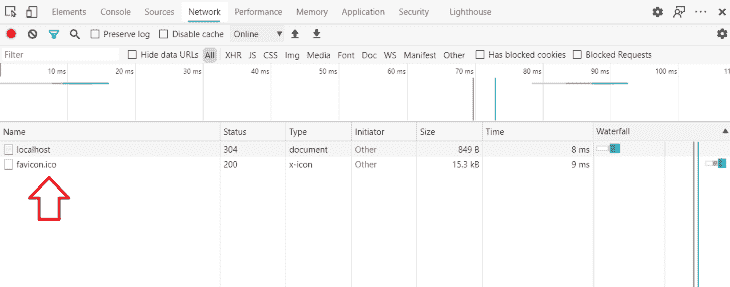 Elements Console Sources Network Performance Memory Application Security Lighthouse
Preserve log Disable cache Online
Filter Hide data URLs All XHR JS CSS Img Media Font Doc WS Manifest Other Has blocked cookies Blocked Requests
10 ms 20 ms 30 ms 40 ms 50 ms 60 ms 70 ms 80 ms 90 ms 100 ms
Name Status Type Initiator Size Time Waterfall
localhost 304 document Other 849 B 8 ms
favicon.ico 200 x-icon Other 15.3 kB 9 ms